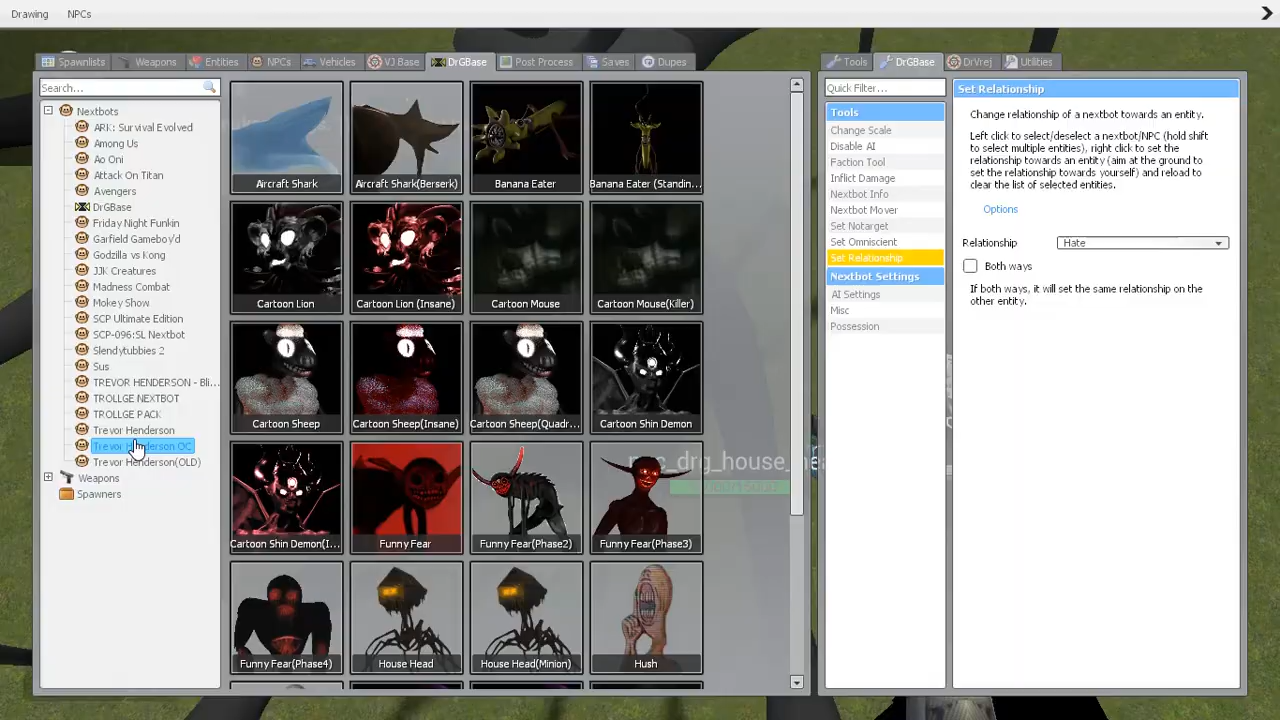 Drawing NPCs
Spawnlists Weapons Entities NPCs Vehicles VJ Base DrGBase Post Process Saves Dupes
Search...
Nextbots
ARK: Survival Evolved
Among Us
Ao Oni
Attack On Titan
Avengers
DrGBase
Friday Night Funkin
Garfield Gameboy'd
Godzilla vs Kong
JJK Creatures
Madness Combat
Mokey Show
SCP Ultimate Edition
SCP-096:SL Nextbot
Slendytubbies 2
Sus
TREVOR HENDERSON - Bli...
TROLLGE NEXTBOT
TROLLGE PACK
Trevor Henderson
Trevor Henderson OC
Trevor Henderson(OLD)
Weapons
Spawners
Aircraft Shark Aircraft Shark(Berserk) Banana Eater Banana Eater (Standin...
Cartoon Lion Cartoon Lion (Insane) Cartoon Mouse Cartoon Mouse(Killer)
Cartoon Sheep Cartoon Sheep(Insane) Cartoon Sheep(Quadr... Cartoon Shin Demon
Cartoon Shin Demon(I... Funny Fear Funny Fear(Phase2) Funny Fear(Phase3)
Funny Fear(Phase4) House Head House Head(Minion) Hush
Tools DrGBase DrVrej Utilities
Quick Filter...
Tools
Change Scale
Disable AI
Faction Tool
Inflict Damage
Nextbot Info
Nextbot Mover
Set Notarget
Set Omniscient
Set Relationship
Nextbot Settings
AI Settings
Misc
Possession
Set Relationship
Change relationship of a nextbot towards an entity.
Left click to select/deselect a nextbot/NPC (hold shift
to select multiple entities), right click to set the
relationship towards an entity (aim at the ground to
set the relationship towards yourself) and reload to
clear the list of selected entities.
Options
Relationship Hate
Both ways
If both ways, it will set the same relationship on the
other entity.